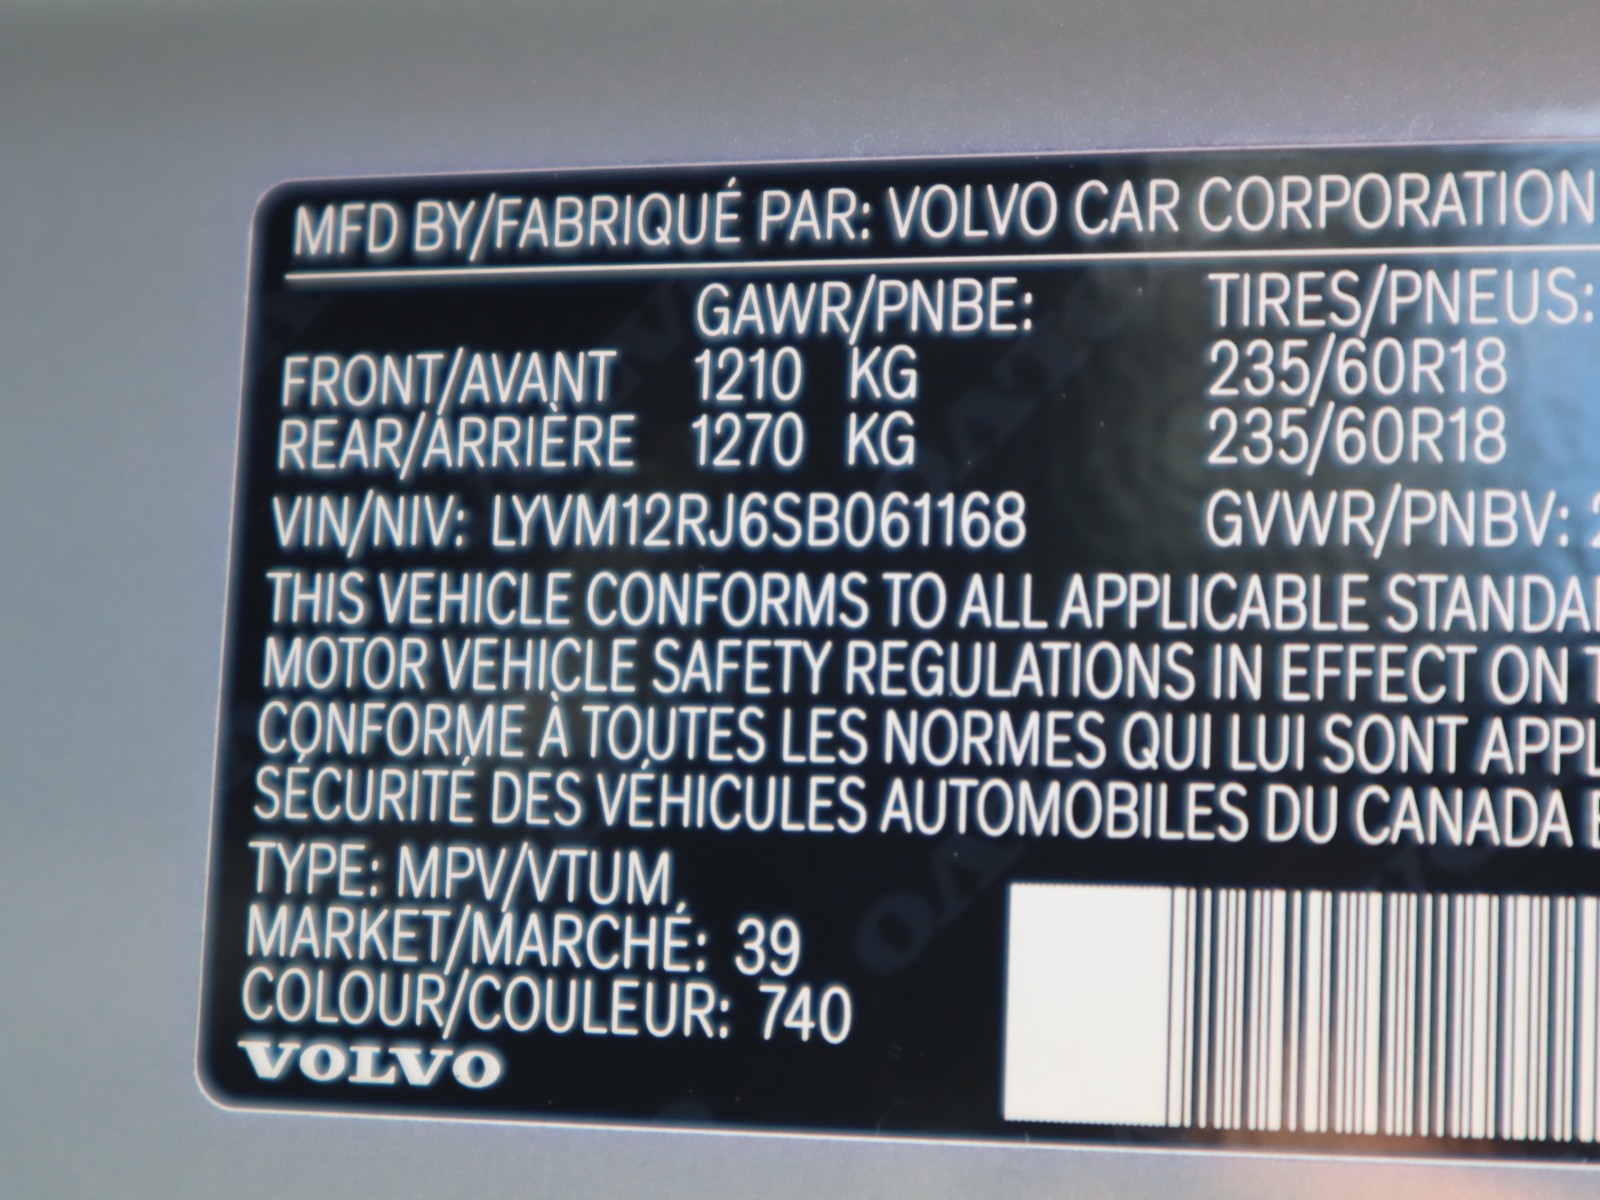 MFD BY/FABRIQUÉ PAR: VOLVO CAR CORPORATION
GAWR/PNBE: TIRES/PNEUS:
FRONT/AVANT 1210 KG 235/60R18
REAR/ARRIÈRE 1270 KG 235/60R18
VIN/NIV: LYVM12RJ6SB061168 GVWR/PNBV: 2
THIS VEHICLE CONFORMS TO ALL APPLICABLE STANDA
MOTOR VEHICLE SAFETY REGULATIONS IN EFFECT ON T
CONFORME À TOUTES LES NORMES QUI LUI SONT APPL
SÉCURITÉ DES VÉHICULES AUTOMOBILES DU CANADA E
TYPE: MPV/VTUM
MARKET/MARCHÉ: 39
COLOUR/COULEUR: 740
VOLVO